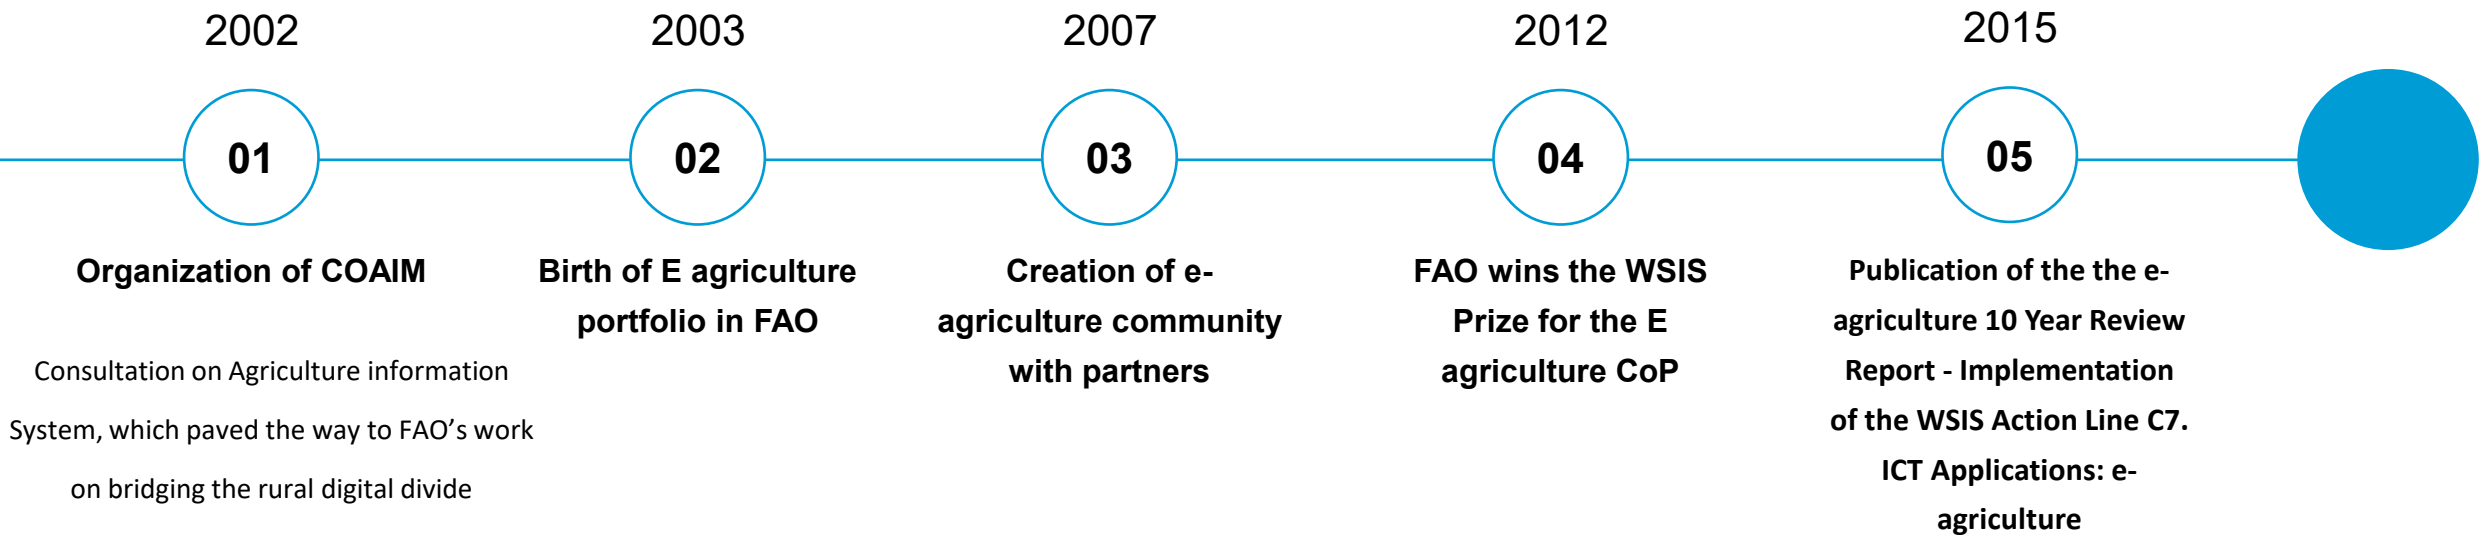 2002
01
Organization of COAIM
Consultation on Agriculture information
System, which paved the way to FAO’s work
on bridging the rural digital divide
2003
02
Birth of E agriculture
portfolio in FAO
2007
03
Creation of e-
agriculture community
with partners
2012
04
FAO wins the WSIS
Prize for the E
agriculture CoP
2015
05
Publication of the the e-
agriculture 10 Year Review
Report - Implementation
of the WSIS Action Line C7.
ICT Applications: e-
agriculture